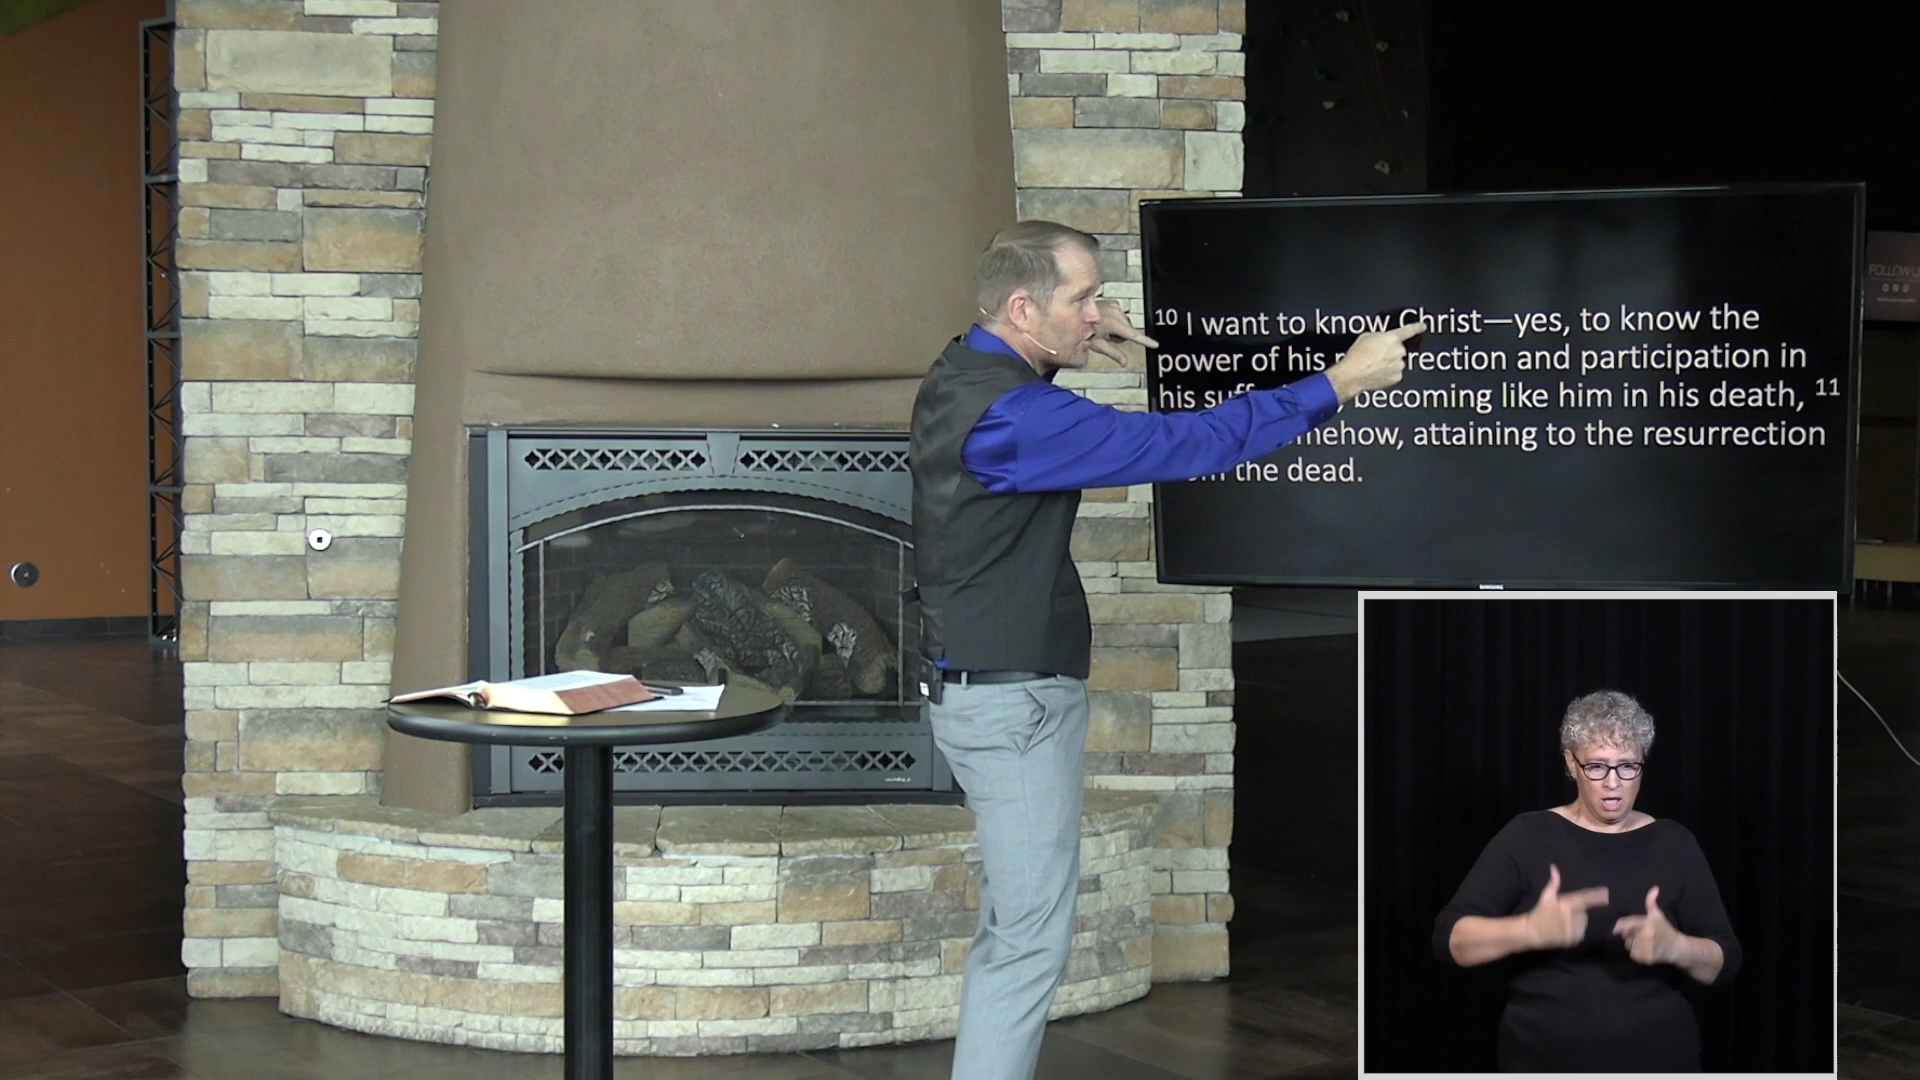 10 I want to know Christ—yes, to know the
power of his rection and participation in
his suff , becoming like him in his death, 11
mehow, attaining to the resurrection
the dead.
FOLLOW U